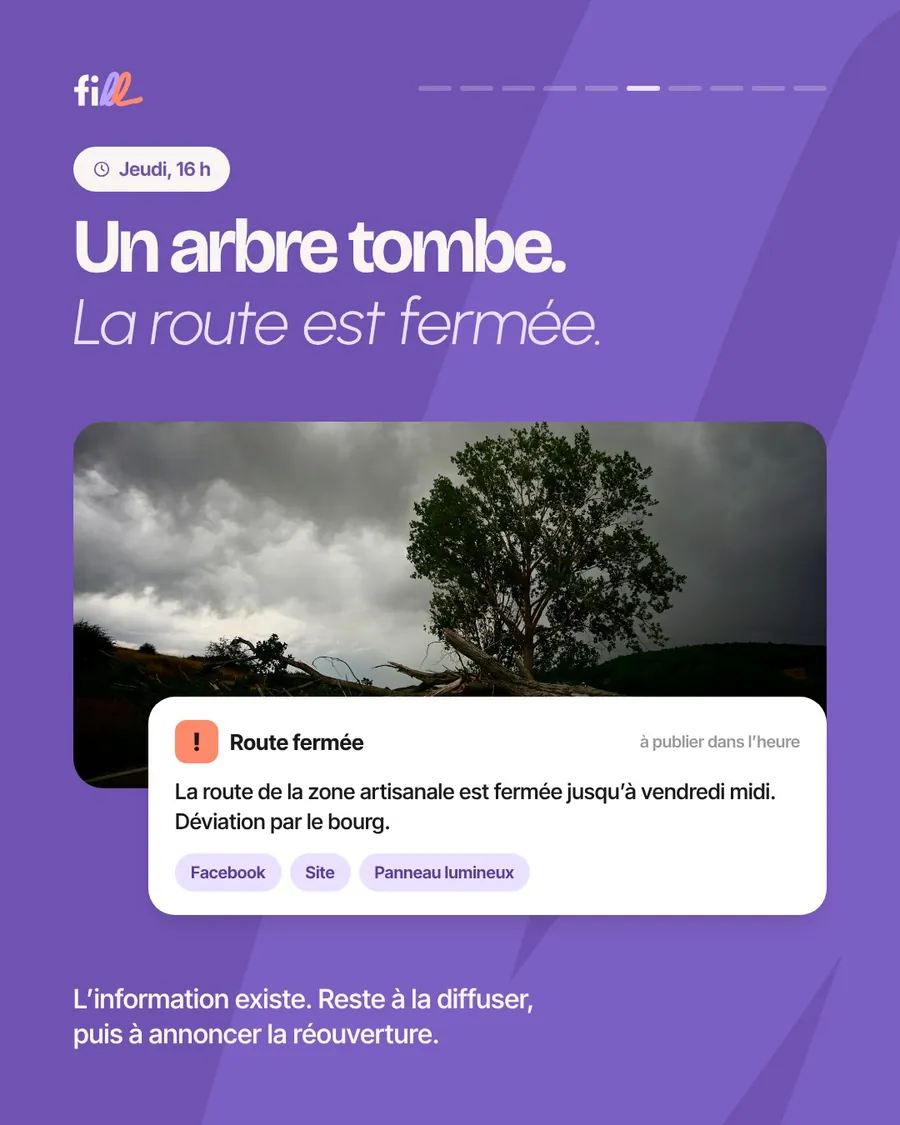 fill
Jeudi, 16 h
Un arbre tombe.
La route est fermée.
! Route fermée
à publier dans l’heure
La route de la zone artisanale est fermée jusqu’à vendredi midi.
Déviation par le bourg.
Facebook Site Panneau lumineux
L’information existe. Reste à la diffuser,
puis à annoncer la réouverture.